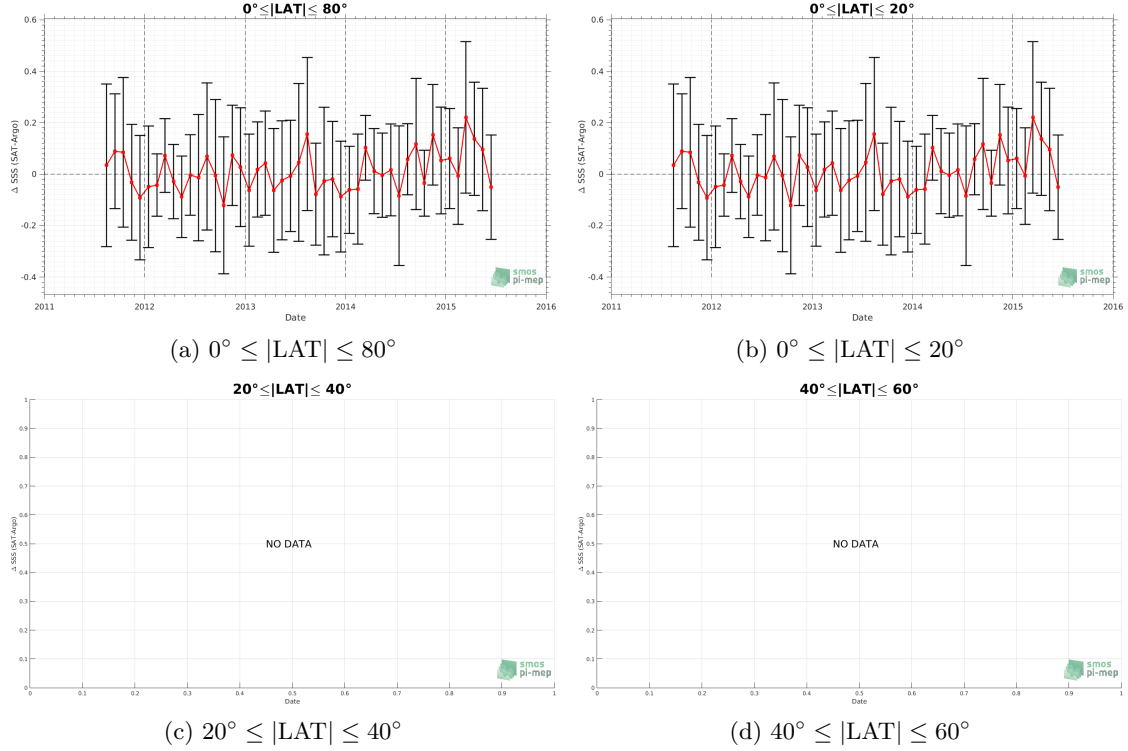 0°≤|LAT|≤ 80°
0.6
0.4
0.2
0
-0.2
-0.4
Δ SSS (SAT-Argo)
2011
2012
2013
2014
2015
2016
Date
smos
pi-mep
(a) 0° ≤ |LAT| ≤ 80°
0°≤|LAT|≤ 20°
0.6
0.4
0.2
0
-0.2
-0.4
Δ SSS (SAT-Argo)
2011
2012
2013
2014
2015
2016
Date
smos
pi-mep
(b) 0° ≤ |LAT| ≤ 20°
20°≤|LAT|≤ 40°
1
0.9
0.8
0.7
0.6
0.5
0.4
0.3
0.2
0.1
0
Δ SSS (SAT-Argo)
NO DATA
0
0.1
0.2
0.3
0.4
0.5
0.6
0.7
0.8
0.9
1
Date
smos
pi-mep
(c) 20° ≤ |LAT| ≤ 40°
40°≤|LAT|≤ 60°
1
0.9
0.8
0.7
0.6
0.5
0.4
0.3
0.2
0.1
0
Δ SSS (SAT-Argo)
NO DATA
0
0.1
0.2
0.3
0.4
0.5
0.6
0.7
0.8
0.9
1
Date
smos
pi-mep
(d) 40° ≤ |LAT| ≤ 60°